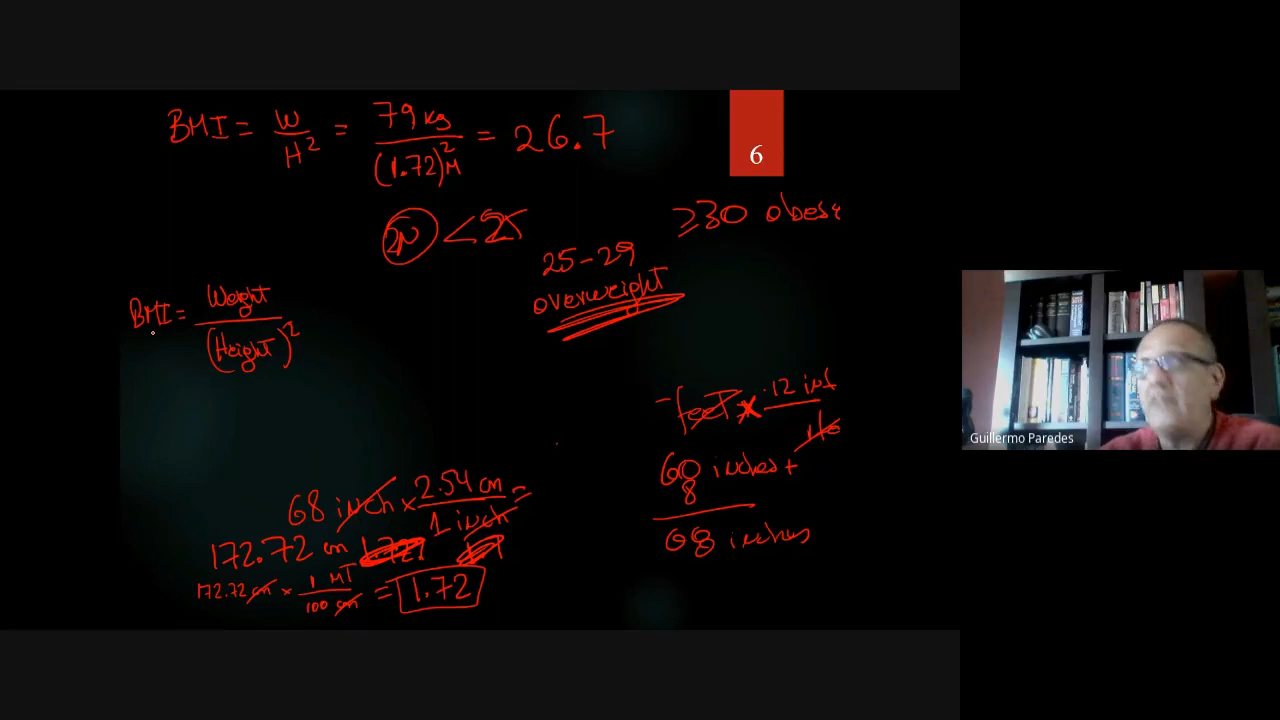 BMI = W / H² = 79 kg / (1.72)² M = 26.7
6
< 25
≥30 obese
25-29
overweight
BMI = Weight / (Height)²
feet x 12 in
60 inches +
8
68 inches
68 inch x 2.54 cm / 1 inch =
172.72 cm
172.72 cm x 1 MT / 100 cm = 1.72
Guillermo Paredes